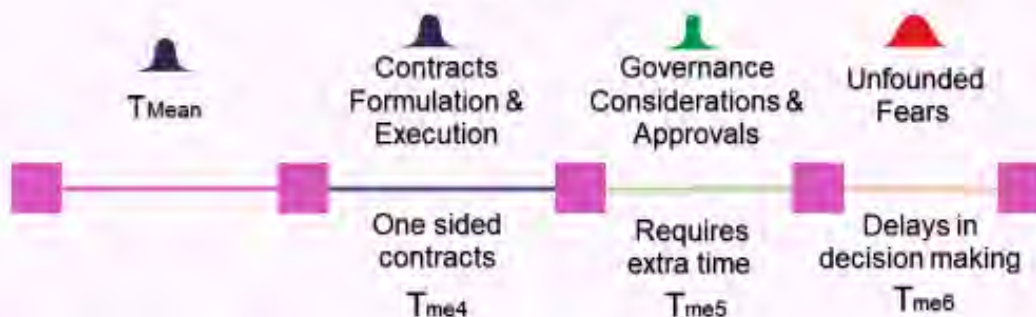 TMean
Contracts
Formulation &
Execution
Governance
Considerations &
Approvals
Unfounded
Fears
One sided
contracts
Tme4
Requires
extra time
Tme5
Delays in
decision making
Tme6